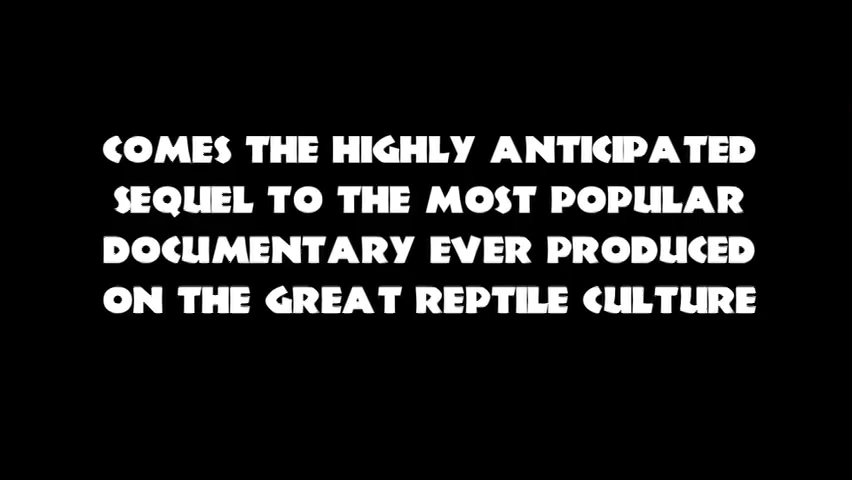 COMES THE HIGHLY ANTICIPATED
SEQUEL TO THE MOST POPULAR
DOCUMENTARY EVER PRODUCED
ON THE GREAT REPTILE CULTURE